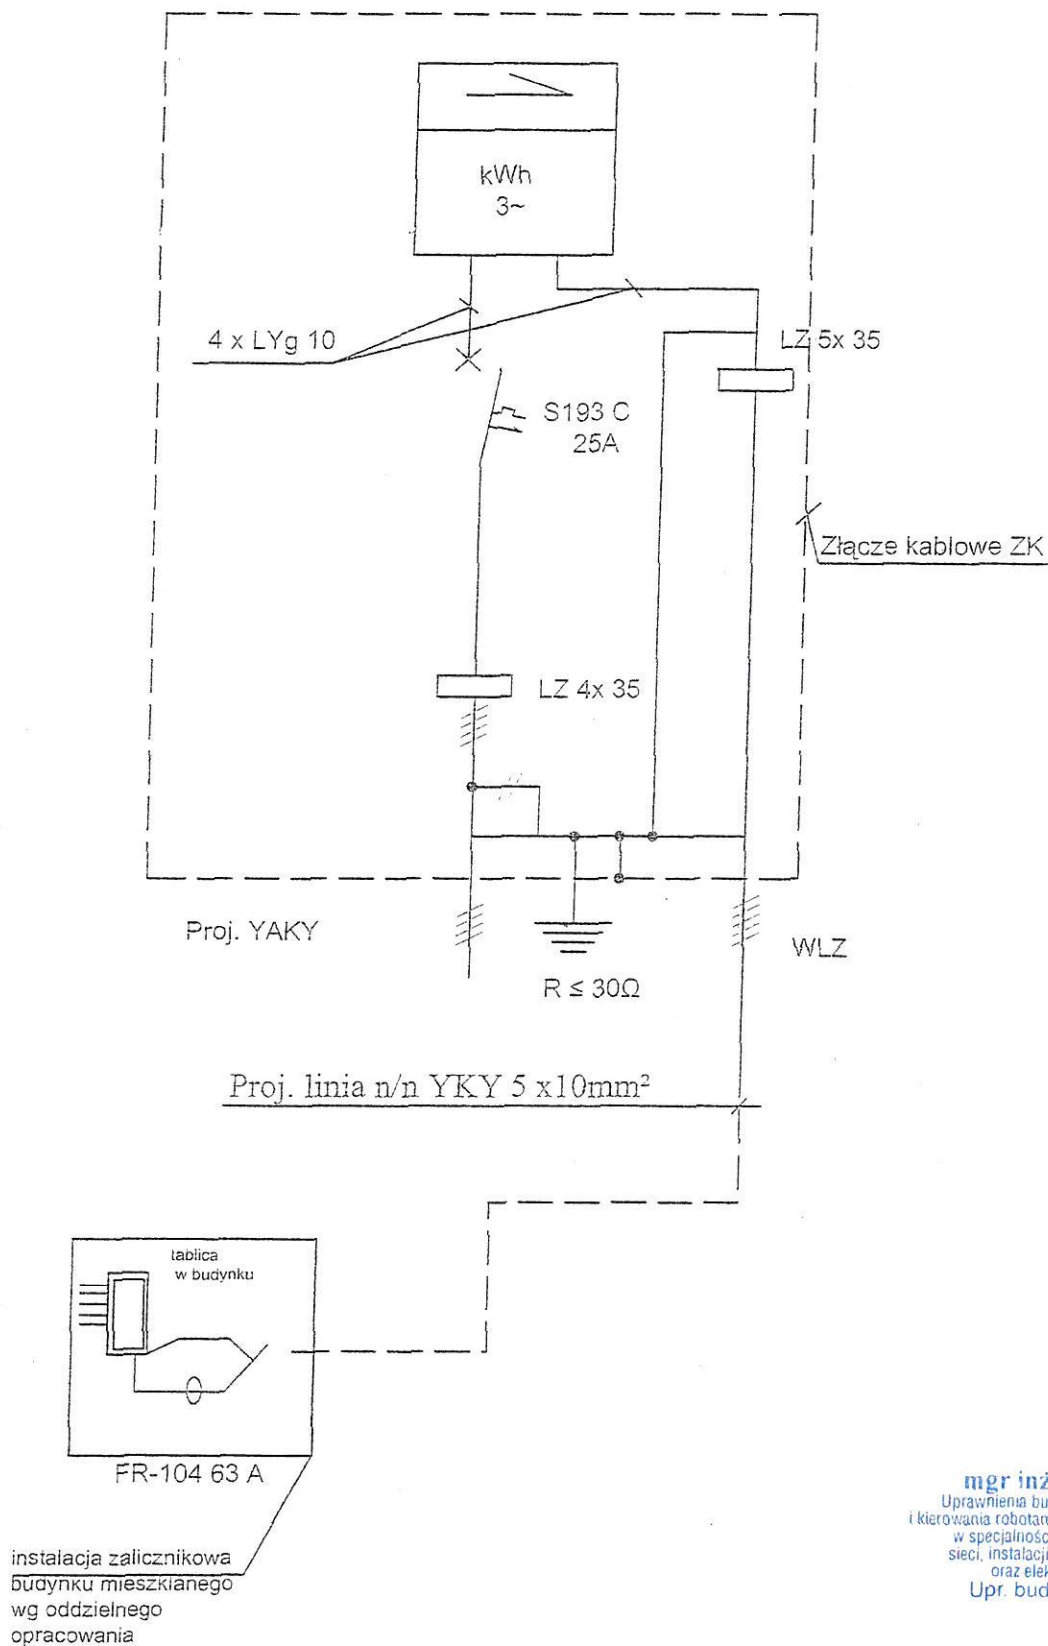 kWh
3~
4 x LYg 10
LZ 5x 35
S193 C
25A
Złącze kablowe ZK
LZ 4x 35
Proj. YAKY
WLZ
R ≤ 30Ω
Proj. linia n/n YKY 5 x10mm²
tablica
w budynku
FR-104 63 A
instalacja zalicznikowa
budynku mieszklanego
wg oddzielnego
opracowania
mgr inż
Uprawnienia bu
i kierowania robotan
w specjalnośc
sieci, instalacji
oraz elek
Upr. bud